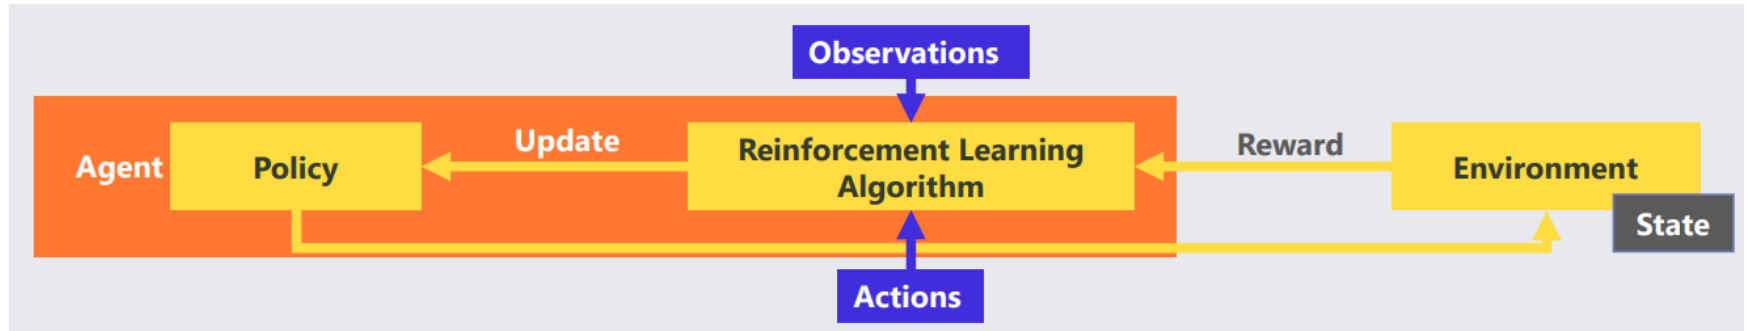 Observations
Agent
Policy
Update
Reinforcement Learning
Algorithm
Reward
Environment
State
Actions